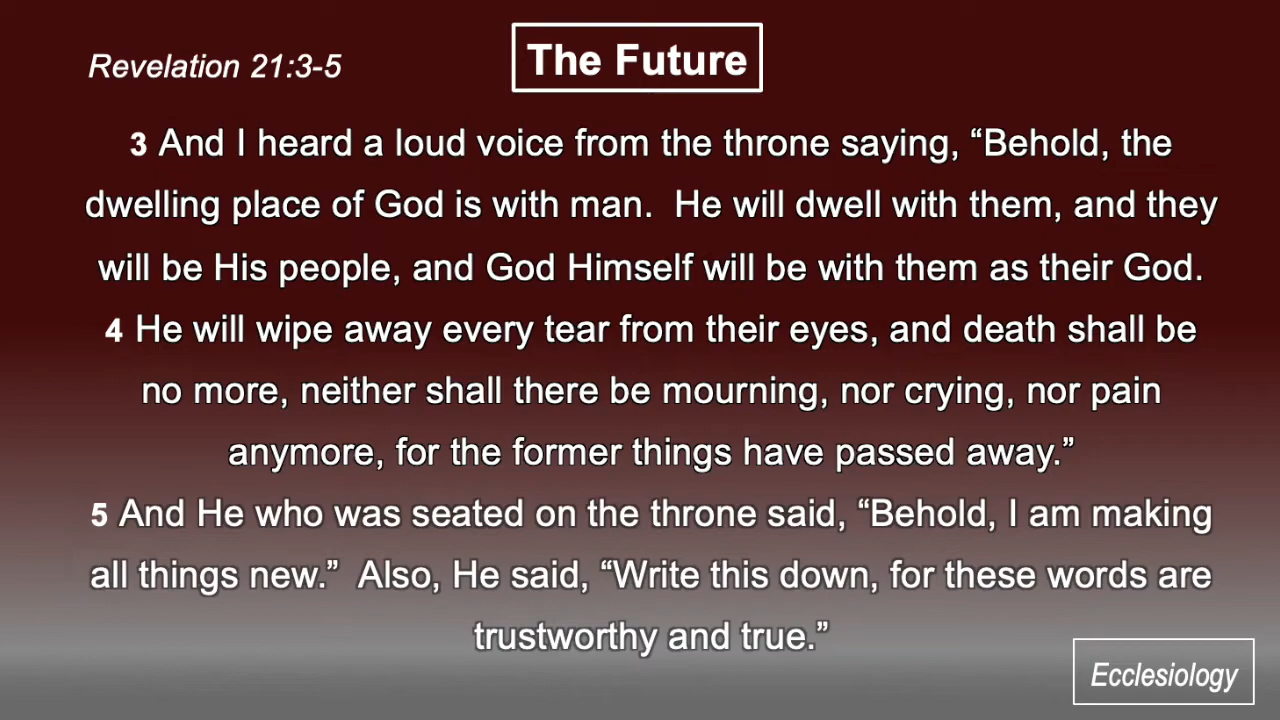 Revelation 21:3-5
The Future
3 And I heard a loud voice from the throne saying, “Behold, the
dwelling place of God is with man.  He will dwell with them, and they
will be His people, and God Himself will be with them as their God.
4 He will wipe away every tear from their eyes, and death shall be
no more, neither shall there be mourning, nor crying, nor pain
anymore, for the former things have passed away.”
5 And He who was seated on the throne said, “Behold, I am making
all things new.”  Also, He said, “Write this down, for these words are
trustworthy and true.”
Ecclesiology